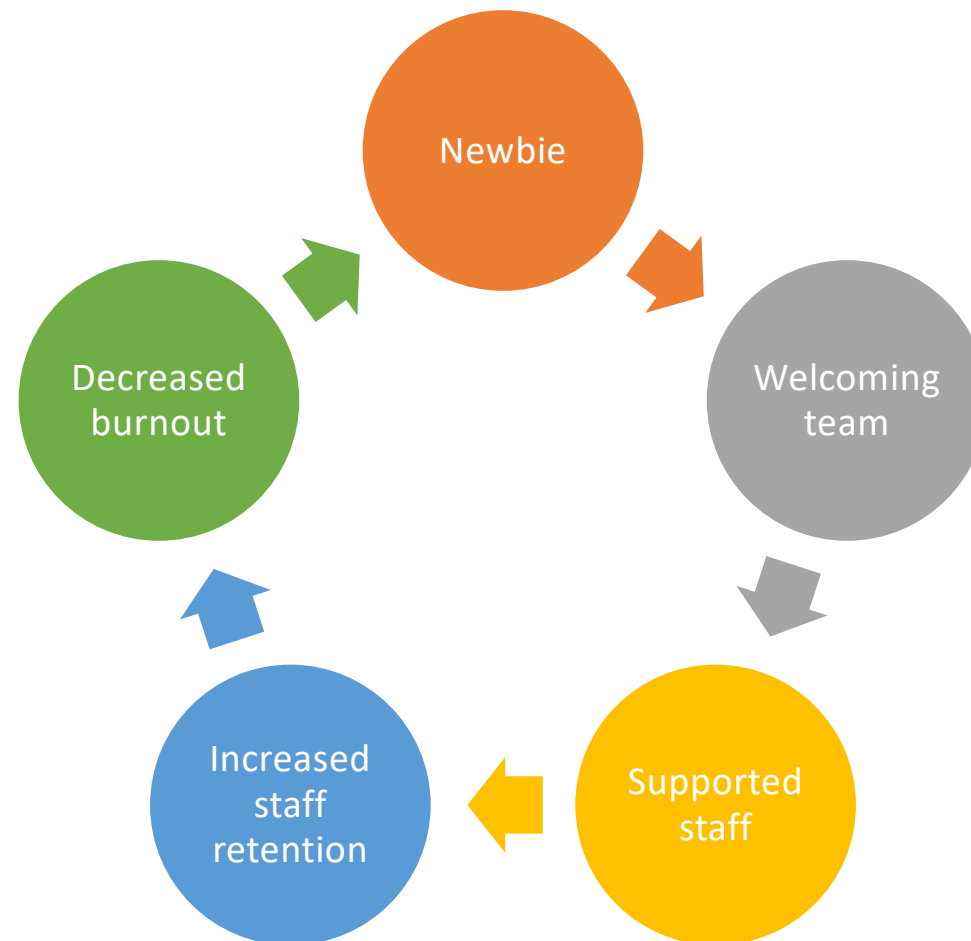 Newbie
Welcoming
team
Supported
staff
Increased
staff
retention
Decreased
burnout